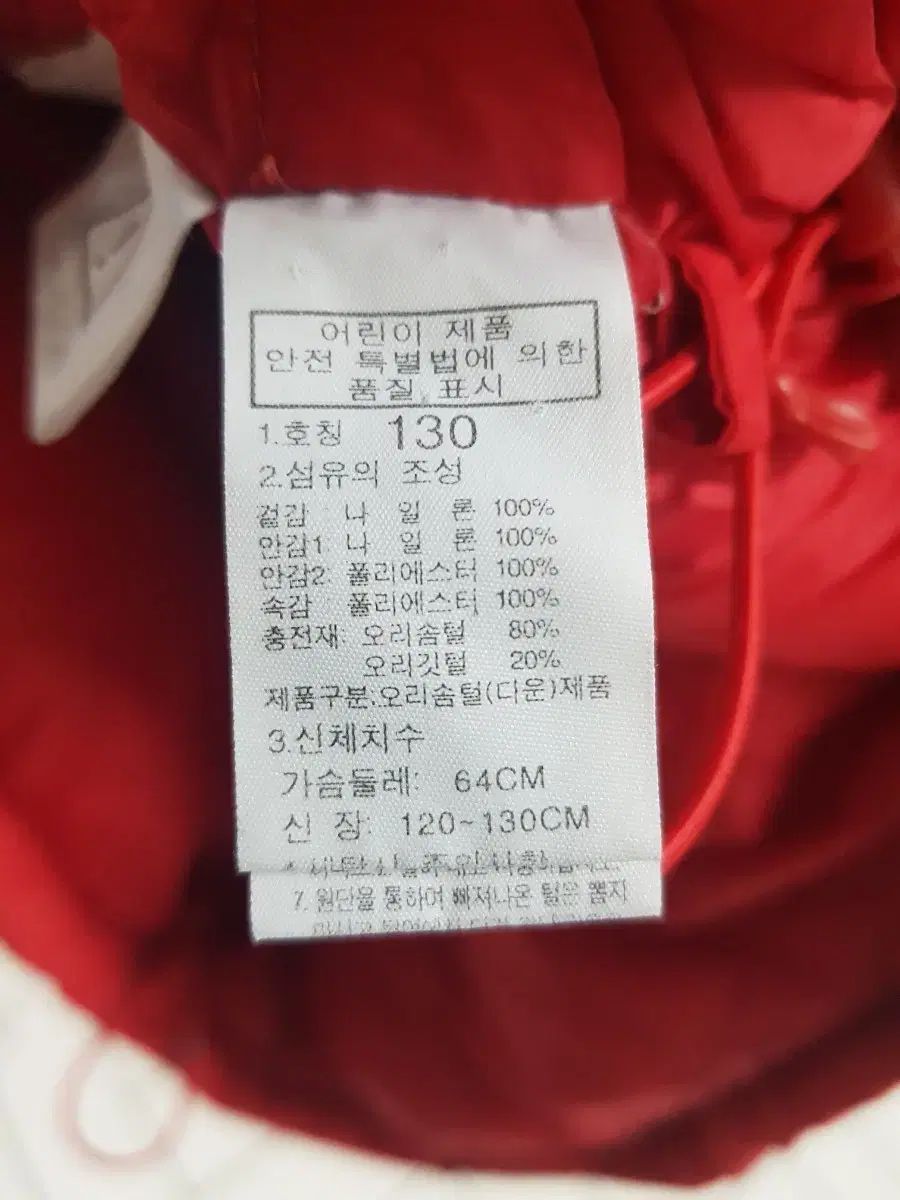 어린이 제품
안전 특별법에 의한
품질 표시
1.호칭 130
2.섬유의 조성
겉감 : 나 일 론 100%
안감1: 나 일 론 100%
안감2: 폴리에스터 100%
속감 : 폴리에스터 100%
충전재: 오리솜털 80%
오리깃털 20%
제품구분:오리솜털(다운)제품
3.신체치수
가슴둘레: 64CM
신 장: 120~130CM
7. 원단을 통하여 빠져나온 털은 뽑지